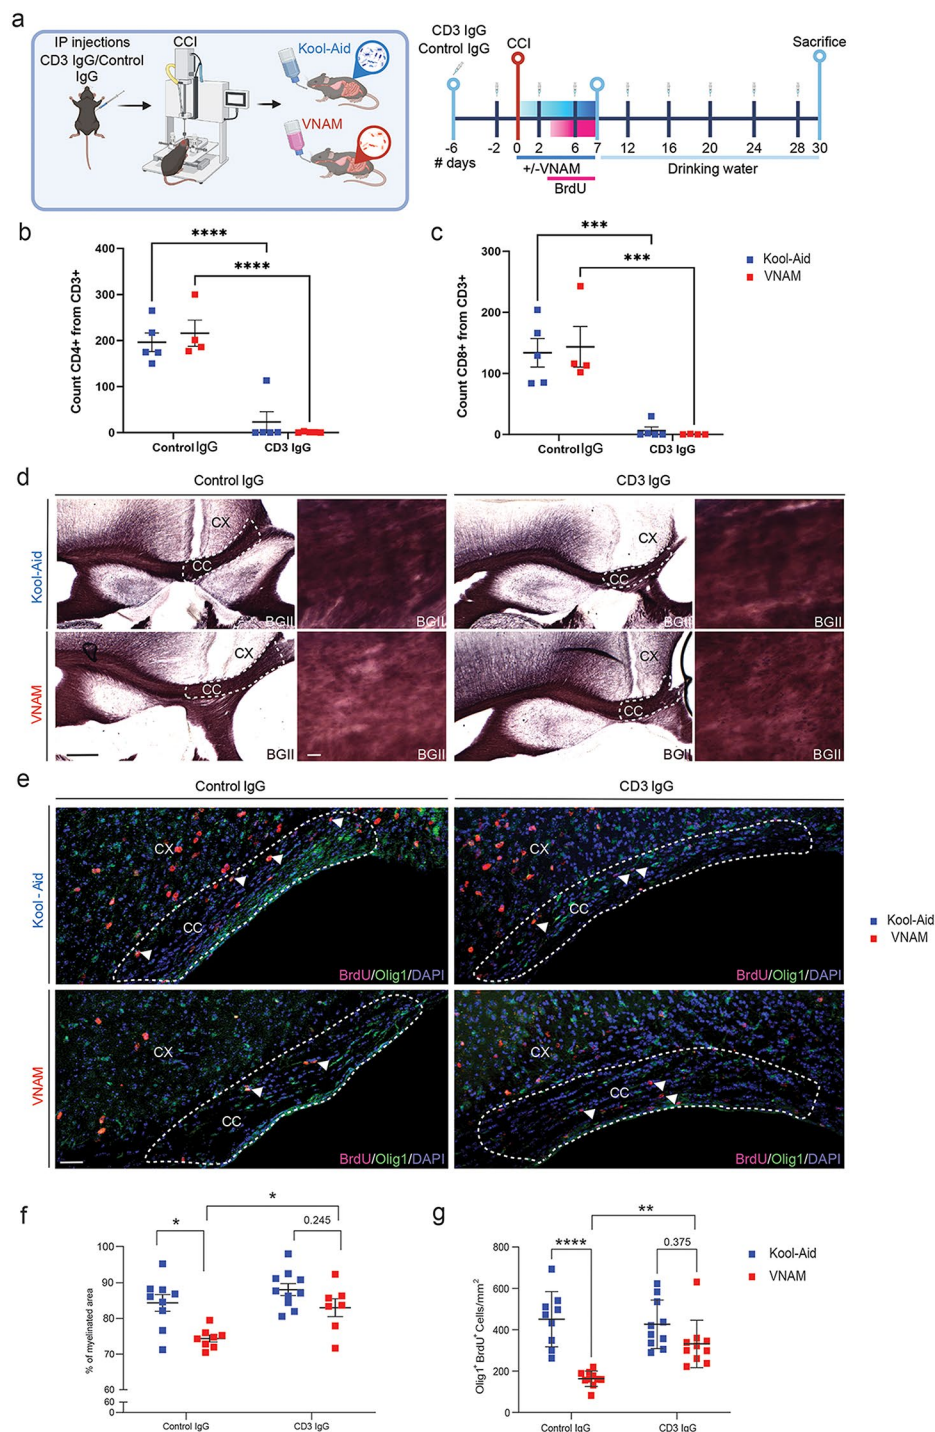 a
IP injections
CD3 IgG/Control
IgG
CCI
Kool-Aid
VNAM
CD3 IgG
Control IgG
CCI
Sacrifice
-6 -2 0 2 6 7 12 16 20 24 28 30
# days
+/-VNAM
Drinking water
BrdU
b
****
****
400
300
200
100
0
Count CD4+ from CD3+
Control IgG
CD3 IgG
c
***
***
300
200
100
0
Count CD8+ from CD3+
Control IgG
CD3 IgG
Kool-Aid
VNAM
d
Control IgG
CD3 IgG
Kool-Aid
CX
CC
BGII
BGII
CX
CC
BGII
BGII
VNAM
CX
CC
BGII
BGII
CX
CC
BGII
BGII
e
Control IgG
CD3 IgG
Kool-Aid
CX
CC
BrdU/Olig1/DAPI
CX
CC
BrdU/Olig1/DAPI
Kool-Aid
VNAM
VNAM
CX
CC
BrdU/Olig1/DAPI
CX
CC
BrdU/Olig1/DAPI
f
*
*
0.245
100
90
80
70
60
60
0
% of myelinated area
Control IgG
CD3 IgG
g
**
****
0.375
800
600
400
200
0
Olig1+ BrdU+ Cells/mm2
Control IgG
CD3 IgG
Kool-Aid
VNAM